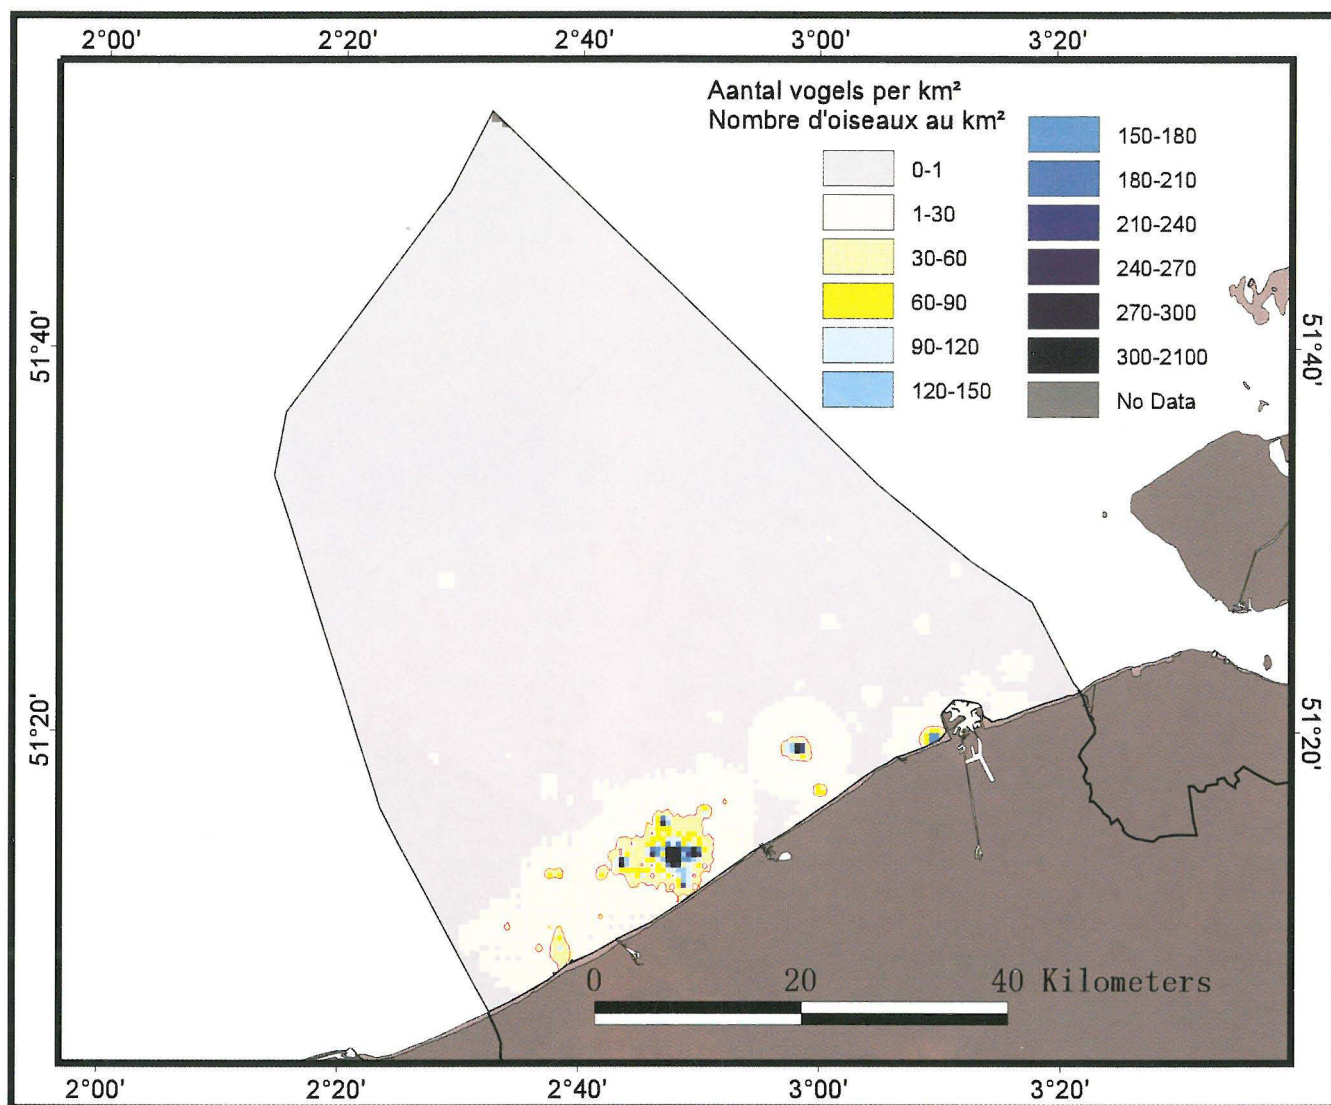 2°00' 2°20' 2°40' 3°00' 3°20'
Aantal vogels per km²
Nombre d'oiseaux au km²
0-1
1-30
30-60
60-90
90-120
120-150
150-180
180-210
210-240
240-270
270-300
300-2100
No Data
51°40'
51°40'
51°20'
51°20'
0 20 40 Kilometers
2°00' 2°20' 2°40' 3°00' 3°20'